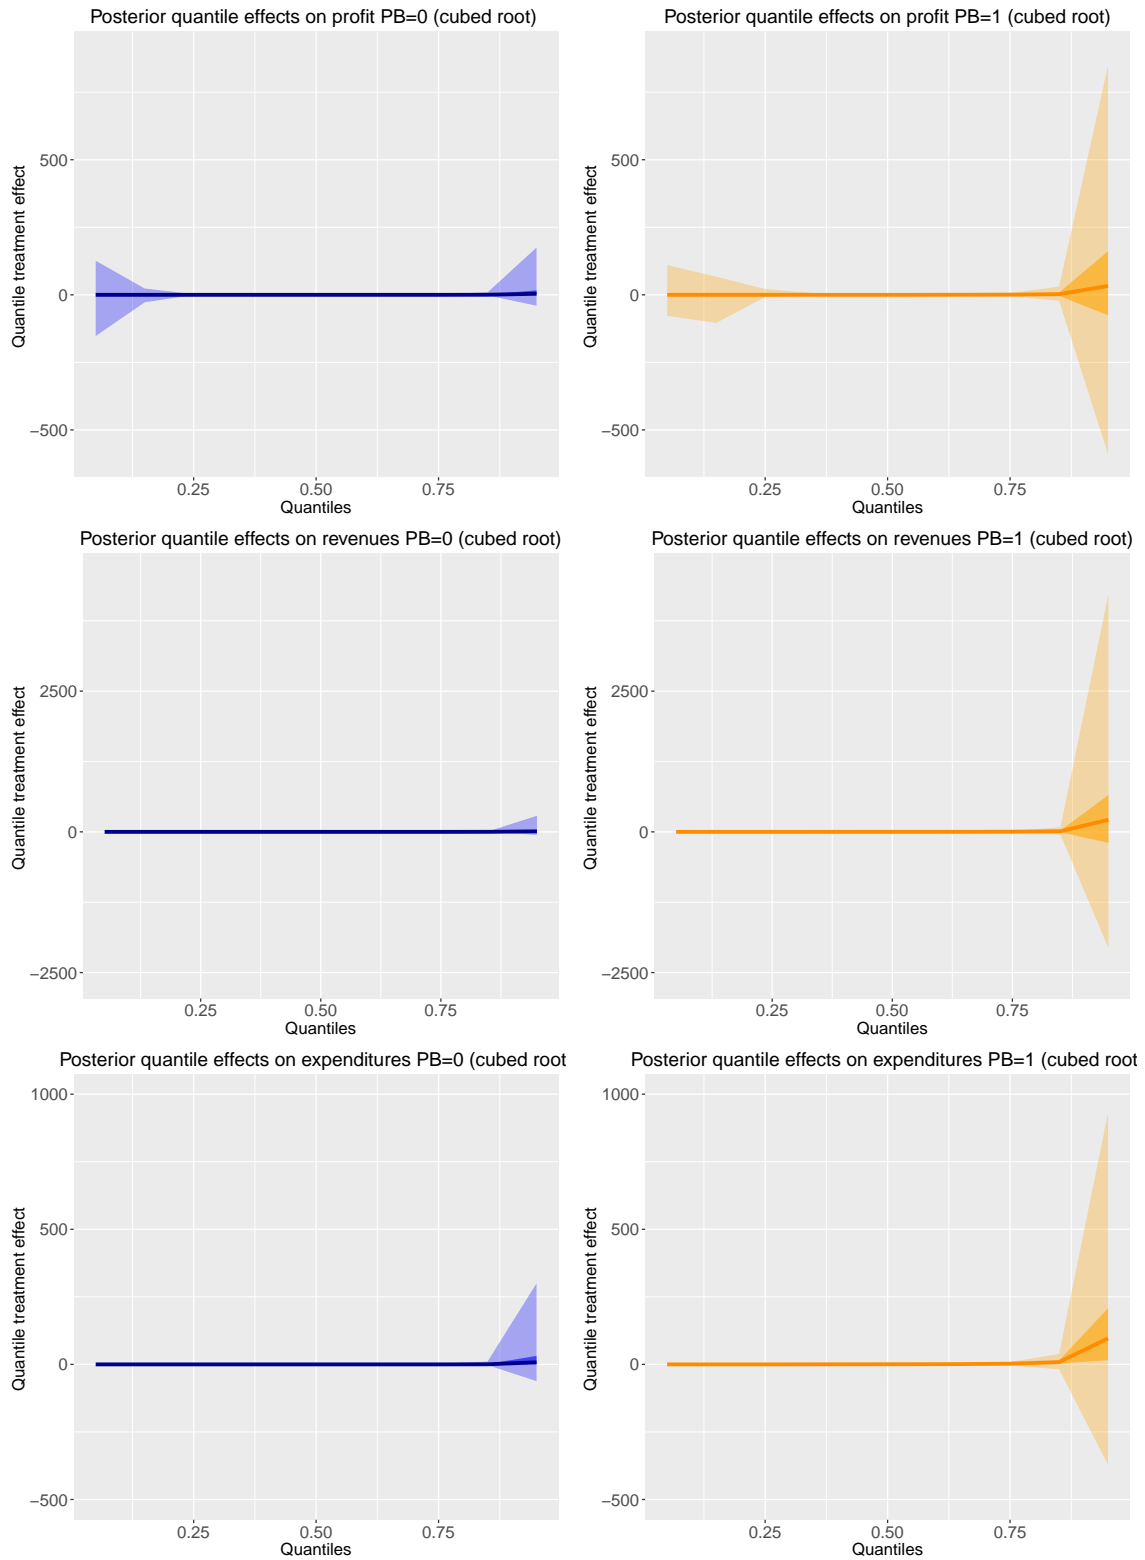 Posterior quantile effects on profit PB=0 (cubed root)
Quantile treatment effect
500
0
−500
0.25
0.50
0.75
Quantiles
Posterior quantile effects on profit PB=1 (cubed root)
Quantile treatment effect
500
0
−500
0.25
0.50
0.75
Quantiles
Posterior quantile effects on revenues PB=0 (cubed root)
Quantile treatment effect
2500
0
−2500
0.25
0.50
0.75
Quantiles
Posterior quantile effects on revenues PB=1 (cubed root)
Quantile treatment effect
2500
0
−2500
0.25
0.50
0.75
Quantiles
Posterior quantile effects on expenditures PB=0 (cubed root
Quantile treatment effect
1000
500
0
−500
0.25
0.50
0.75
Quantiles
Posterior quantile effects on expenditures PB=1 (cubed root
Quantile treatment effect
1000
500
0
−500
0.25
0.50
0.75
Quantiles